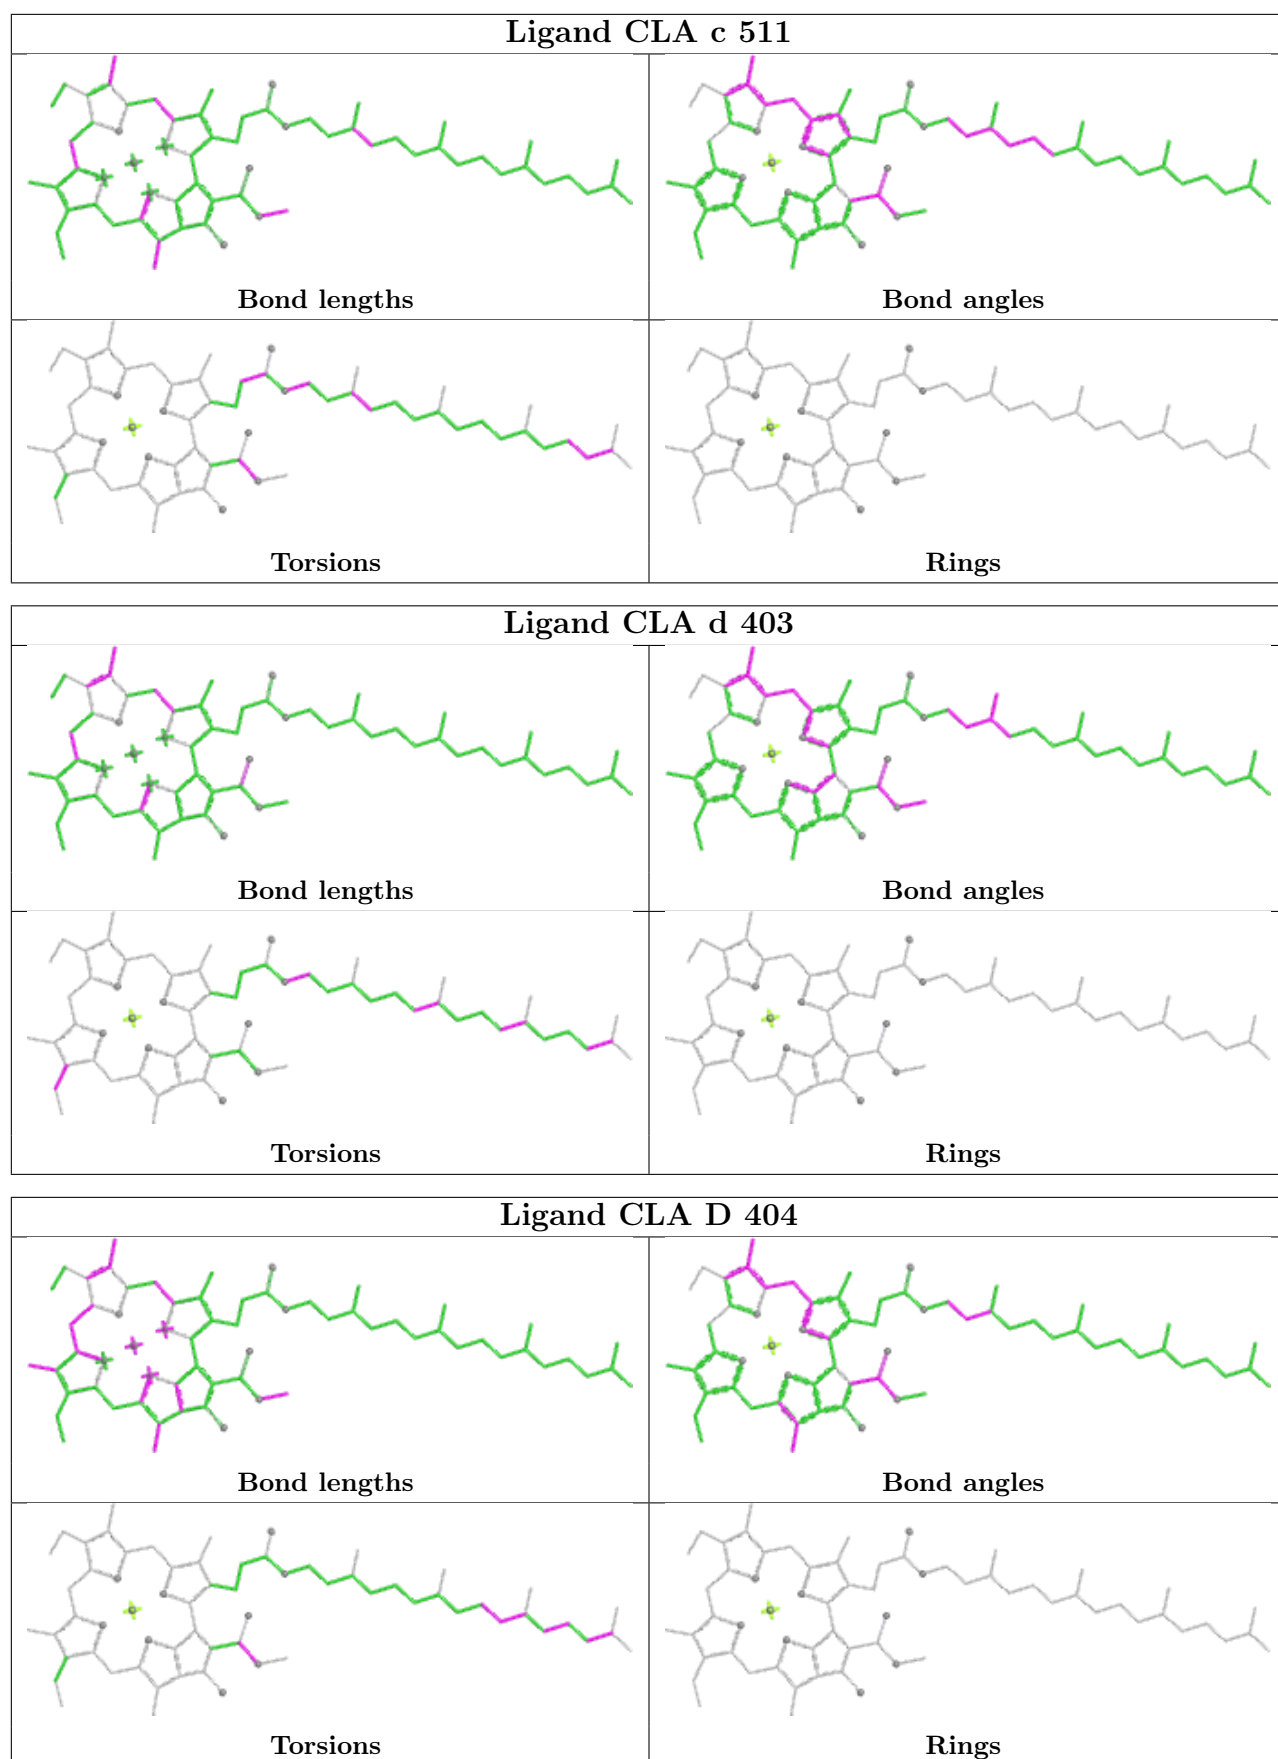 Ligand CLA c 511
Bond lengths
Bond angles
Torsions
Rings
Ligand CLA d 403
Bond lengths
Bond angles
Torsions
Rings
Ligand CLA D 404
Bond lengths
Bond angles
Torsions
Rings